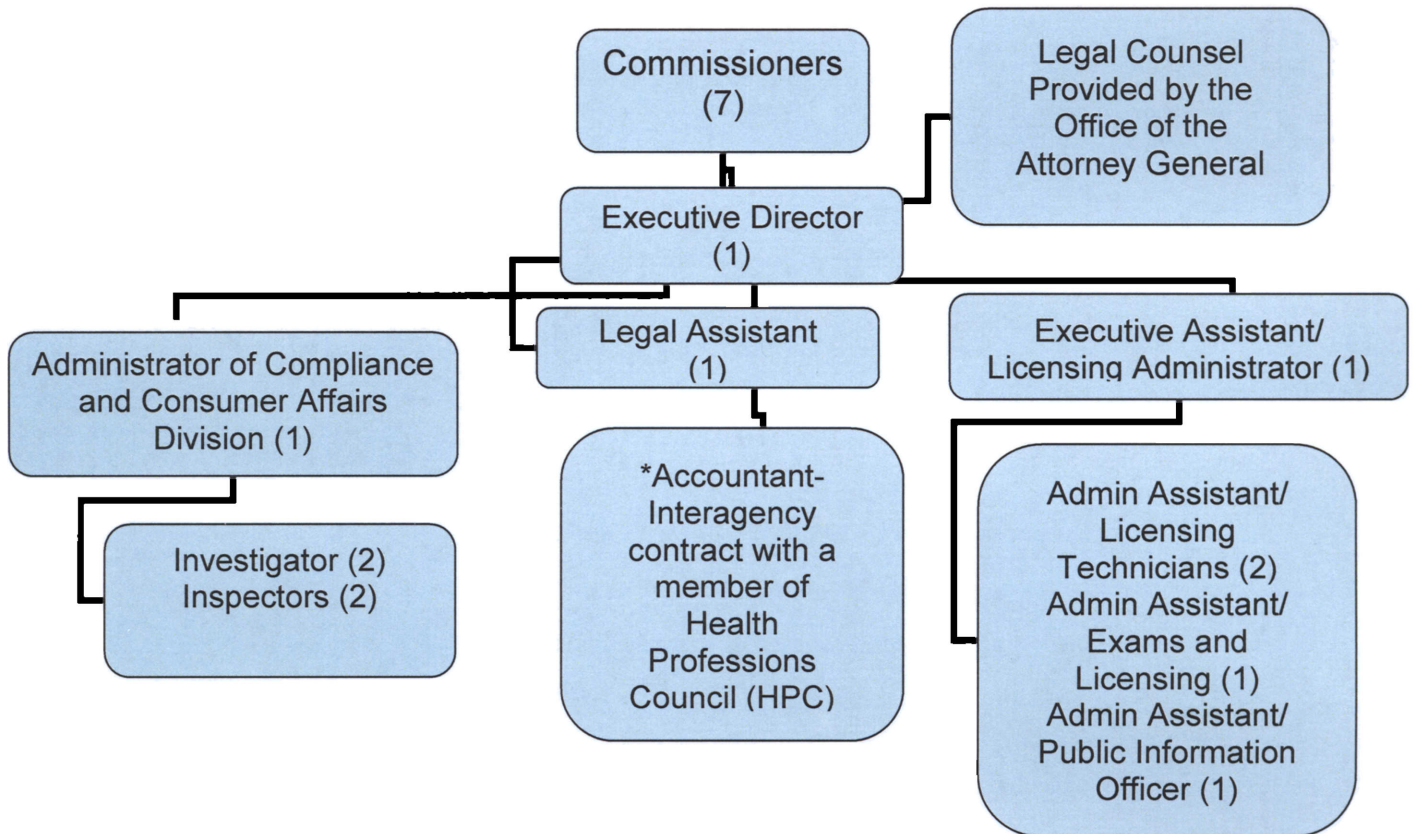 Commissioners
(7)
Legal Counsel
Provided by the
Office of the
Attorney General
Executive Director
(1)
Legal Assistant
(1)
Executive Assistant/
Licensing Administrator (1)
Administrator of Compliance
and Consumer Affairs
Division (1)
Investigator (2)
Inspectors (2)
*Accountant-
Interagency
contract with a
member of
Health
Professions
Council (HPC)
Admin Assistant/
Licensing
Technicians (2)
Admin Assistant/
Exams and
Licensing (1)
Admin Assistant/
Public Information
Officer (1)